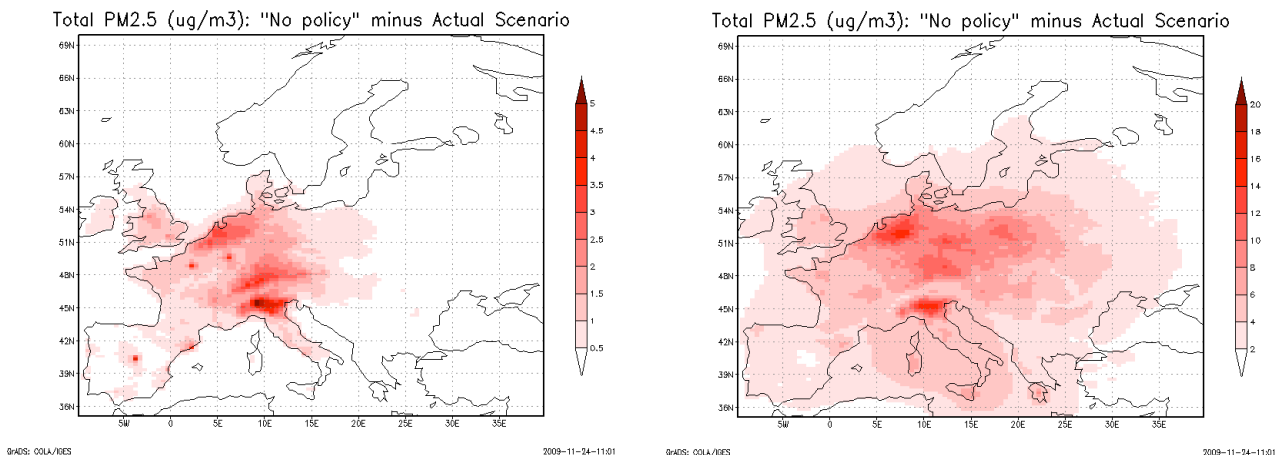 Total PM2.5 (ug/m3): "No policy" minus Actual Scenario
69N
66N
63N
60N
57N
54N
51N
48N
45N
42N
39N
36N
5W
0
5E
10E
15E
20E
25E
30E
35E
5
4.5
4
3.5
3
2.5
2
1.5
1
0.5
GrADS: COLA/IGES
2009-11-24-11:01
Total PM2.5 (ug/m3): "No policy" minus Actual Scenario
69N
66N
63N
60N
57N
54N
51N
48N
45N
42N
39N
36N
5W
0
5E
10E
15E
20E
25E
30E
35E
20
18
16
14
12
10
8
6
4
2
GrADS: COLA/IGES
2009-11-24-11:01